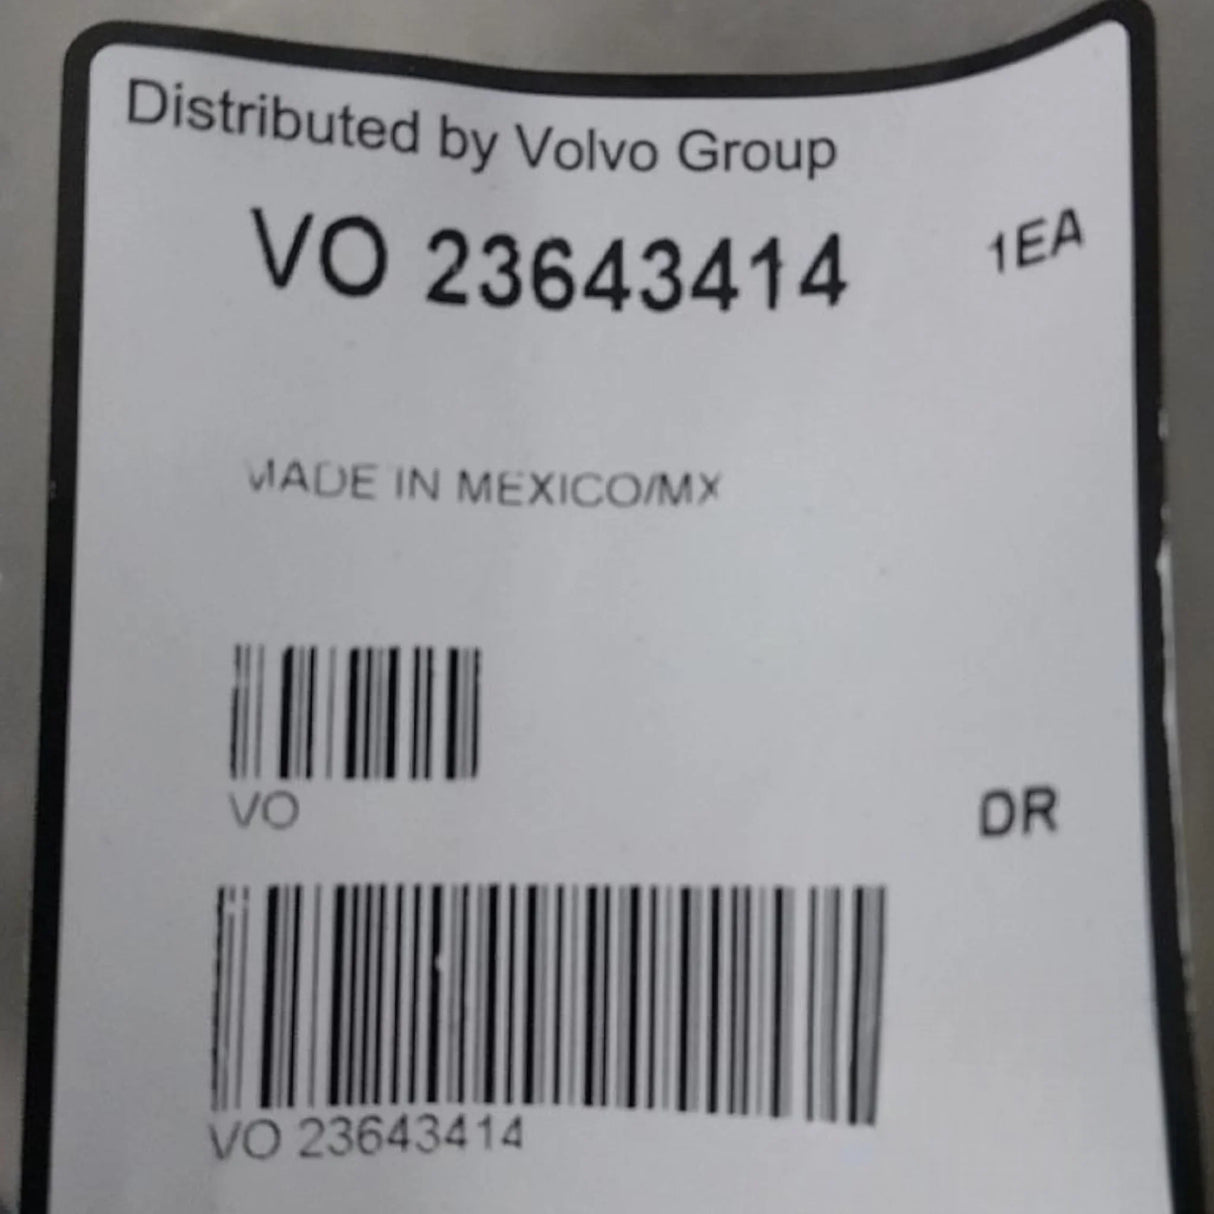 Distributed by Volvo Group
VO 23643414
1EA
MADE IN MEXICO/MX
VO
DR
VO 23643414